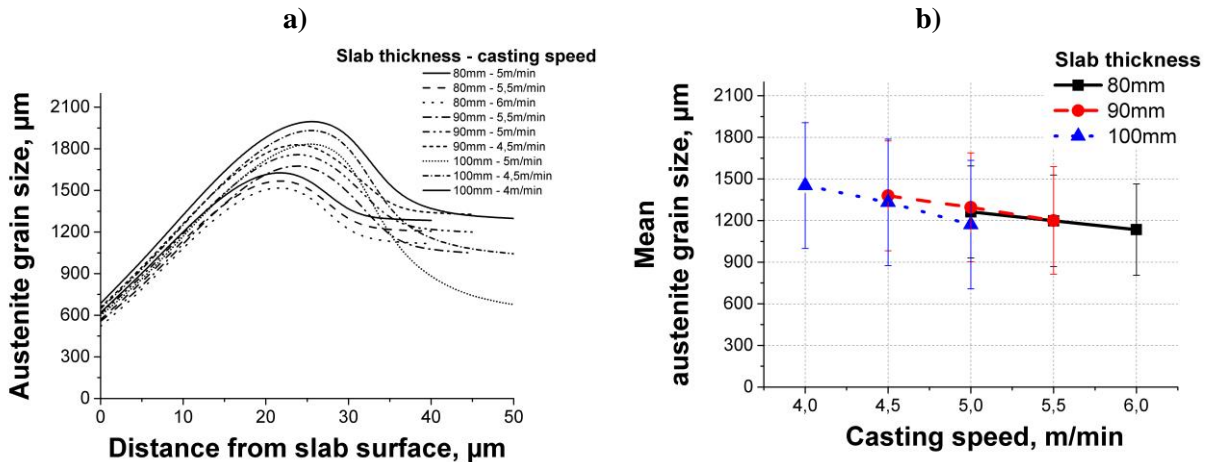 a)
Slab thickness - casting speed
80mm - 5m/min
80mm - 5,5m/min
80mm - 6m/min
90mm - 5,5m/min
90mm - 5m/min
90mm - 4,5m/min
100mm - 5m/min
100mm - 4,5m/min
100mm - 4m/min
Austenite grain size, µm
2100
1800
1500
1200
900
600
300
0
0 10 20 30 40 50
Distance from slab surface, µm
b)
Slab thickness
80mm
90mm
100mm
Mean
austenite grain size, µm
2100
1800
1500
1200
900
600
300
0
4,0 4,5 5,0 5,5 6,0
Casting speed, m/min